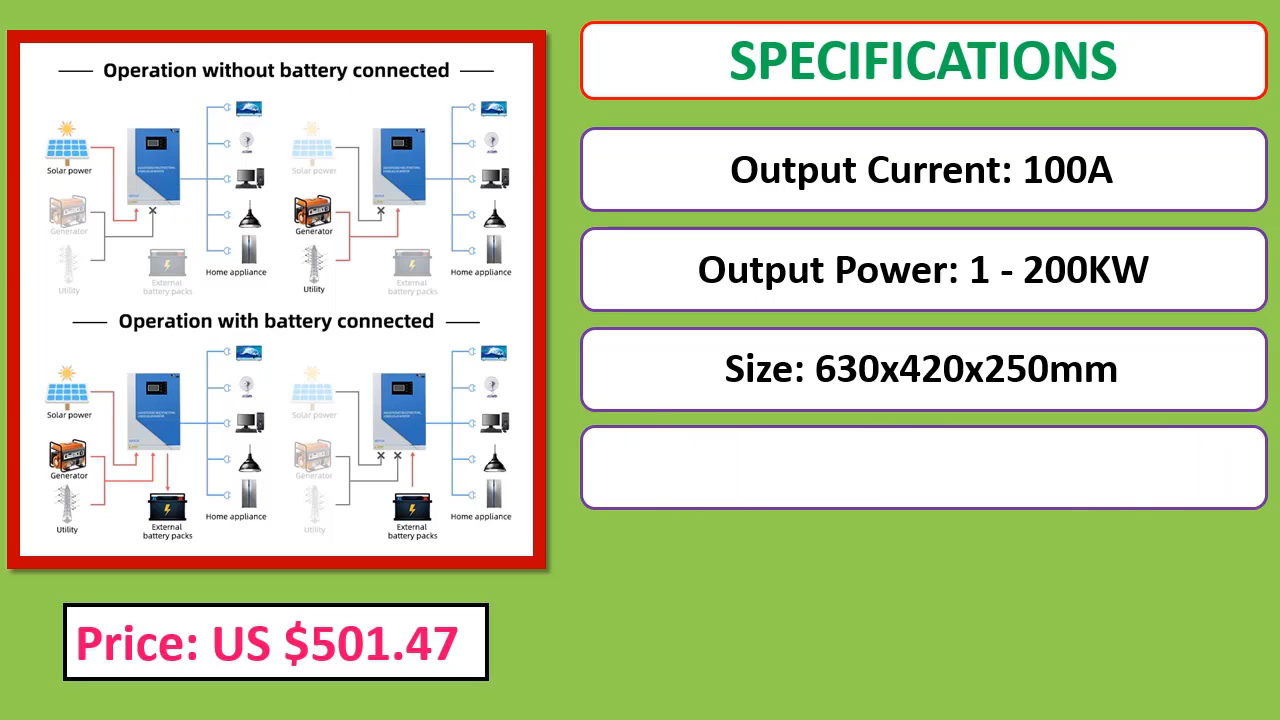 Operation without battery connected
Solar power
Generator
Utility
External
battery packs
Home appliance
Solar power
Generator
Utility
External
battery packs
Home appliance
Operation with battery connected
Solar power
Generator
Utility
External
battery packs
Home appliance
Solar power
Generator
Utility
External
battery packs
Home appliance
Price: US $501.47
SPECIFICATIONS
Output Current: 100A
Output Power: 1 - 200KW
Size: 630x420x250mm